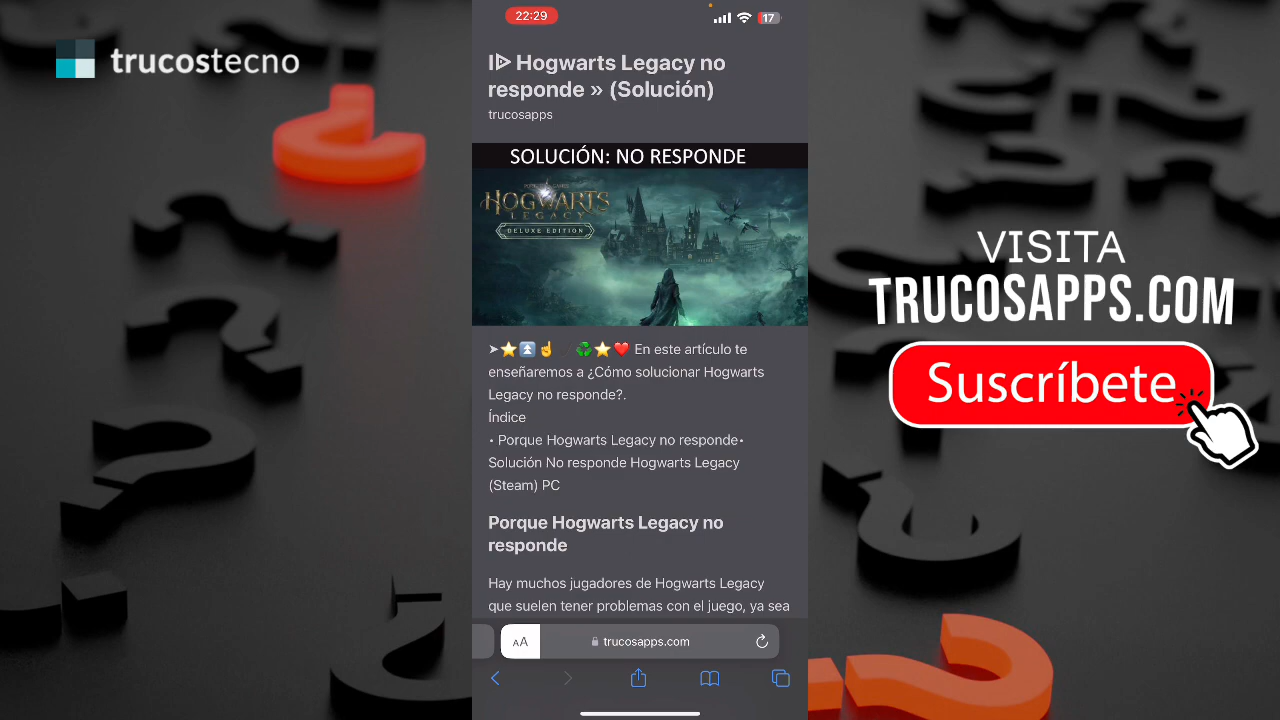 trucostecno
22:29
17
Iᐅ Hogwarts Legacy no
responde » (Solución)
trucosapps
SOLUCIÓN: NO RESPONDE
HOGWARTS
LEGACY
DELUXE EDITION
➤⭐⏫☝ ♻⭐❤ En este artículo te
enseñaremos a ¿Cómo solucionar Hogwarts
Legacy no responde?.
Índice
• Porque Hogwarts Legacy no responde•
Solución No responde Hogwarts Legacy
(Steam) PC
Porque Hogwarts Legacy no
responde
Hay muchos jugadores de Hogwarts Legacy
que suelen tener problemas con el juego, ya sea
AA
trucosapps.com
VISITA
TRUCOSAPPS.COM
Suscríbete